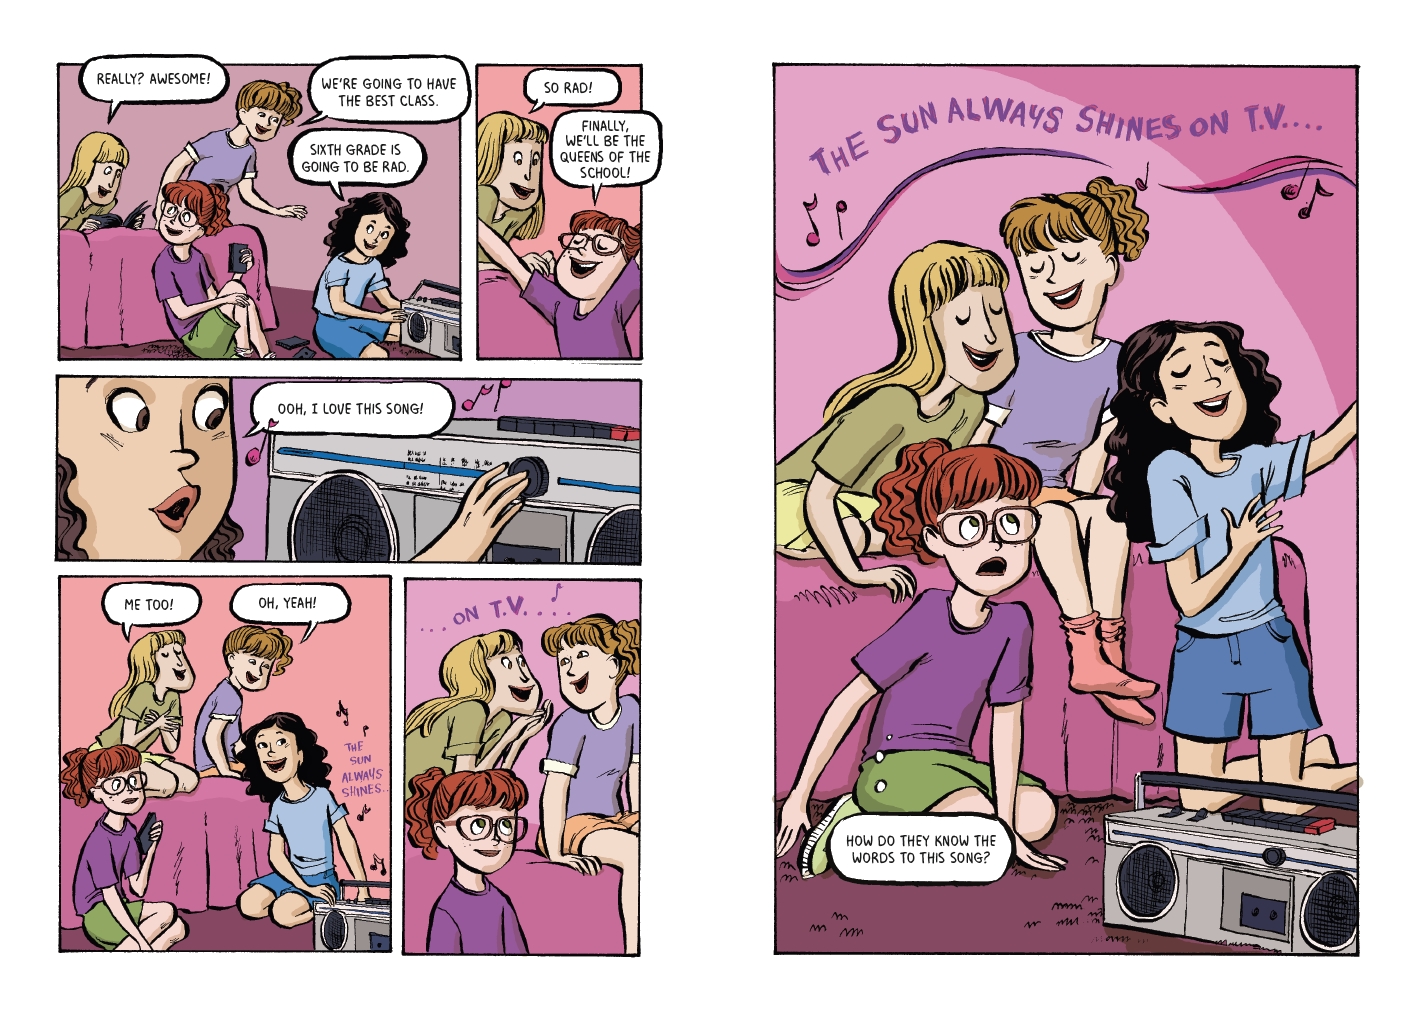 REALLY? AWESOME!
WE'RE GOING TO HAVE
THE BEST CLASS.
SIXTH GRADE IS
GOING TO BE RAD.
SO RAD!
FINALLY,
WE'LL BE THE
QUEENS OF THE
SCHOOL!
OOH, I LOVE THIS SONG!
ME TOO!
OH, YEAH!
THE
SUN
ALWAYS
SHINES..
...ON T.V....
THE SUN ALWAYS SHINES ON T.V....
HOW DO THEY KNOW THE
WORDS TO THIS SONG?